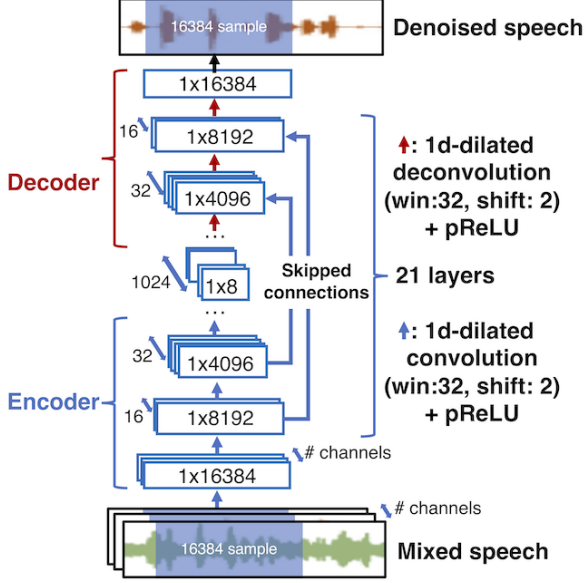 16384 sample
Denoised speech
1x16384
16
1x8192
Decoder
32
1x4096
...
1024
1x8
...
Skipped
connections
32
1x4096
Encoder
16
1x8192
# channels
1x16384
# channels
16384 sample
Mixed speech
: 1d-dilated
deconvolution
(win:32, shift: 2)
+ pReLU
21 layers
: 1d-dilated
convolution
(win:32, shift: 2)
+ pReLU